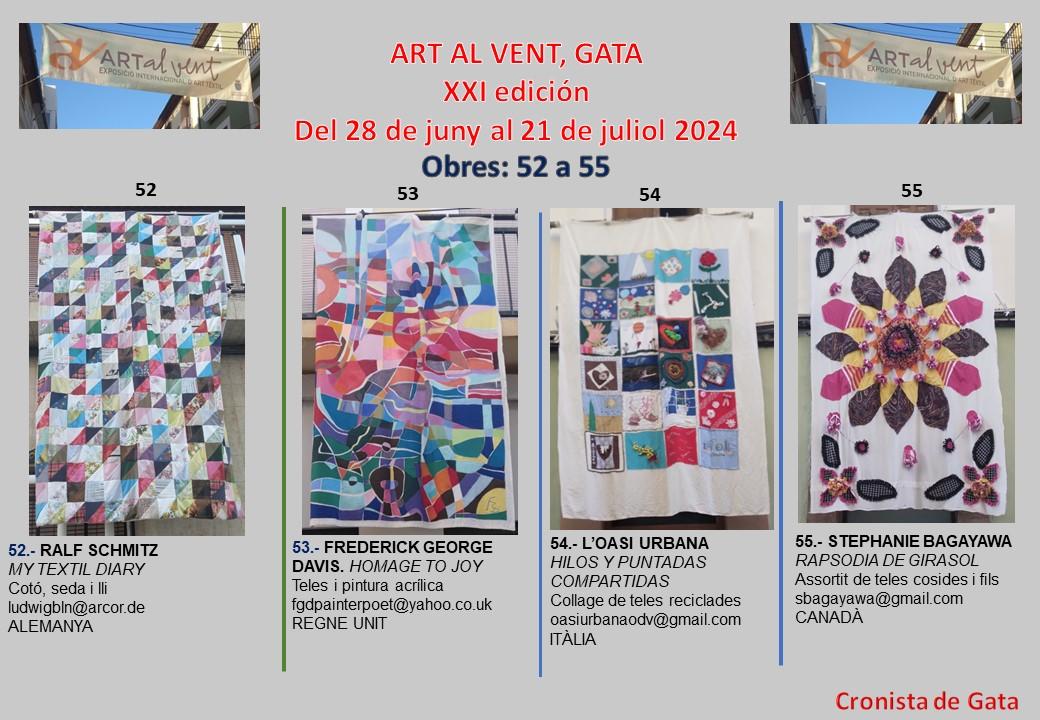 ART al vent
EXPOSICIÓ INTERNACIONAL D'ART TÈXTIL
ART al vent
EXPOSICIÓ INTERNACIONAL D'ART TÈXTIL
ART AL VENT, GATA
XXI edición
Del 28 de juny al 21 de juliol 2024
Obres: 52 a 55
52
53
54
55
52.- RALF SCHMITZ
MY TEXTIL DIARY
Cotó, seda i lli
ludwigbln@arcor.de
ALEMANYA
53.- FREDERICK GEORGE
DAVIS. HOMAGE TO JOY
Teles i pintura acrílica
fgdpainterpoet@yahoo.co.uk
REGNE UNIT
54.- L'OASI URBANA
HILOS Y PUNTADAS
COMPARTIDAS
Collage de teles reciclades
oasiurbanaodv@gmail.com
ITÀLIA
55.- STEPHANIE BAGAYAWA
RAPSODIA DE GIRASOL
Assortit de teles cosides i fils
sbagayawa@gmail.com
CANADÀ
Cronista de Gata